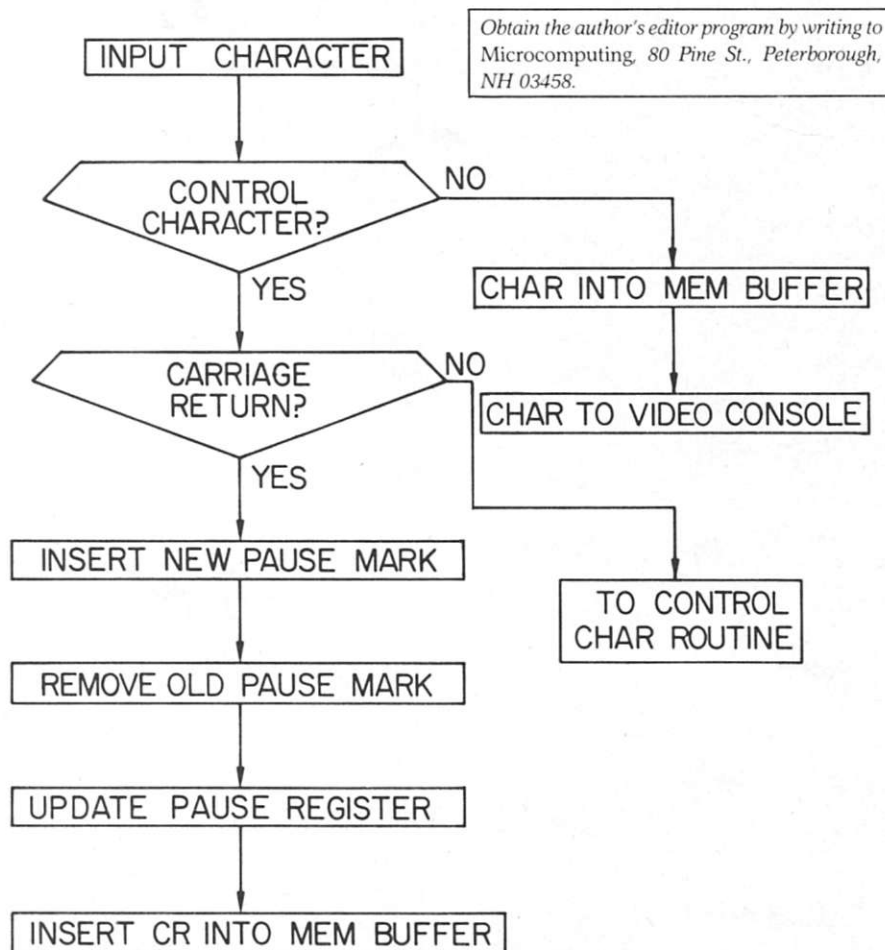 Obtain the author's editor program by writing to
Microcomputing, 80 Pine St., Peterborough,
NH 03458.
INPUT CHARACTER
CONTROL
CHARACTER?
NO
YES
CHAR INTO MEM BUFFER
CARRIAGE
RETURN?
NO
CHAR TO VIDEO CONSOLE
YES
INSERT NEW PAUSE MARK
TO CONTROL
CHAR ROUTINE
REMOVE OLD PAUSE MARK
UPDATE PAUSE REGISTER
INSERT CR INTO MEM BUFFER